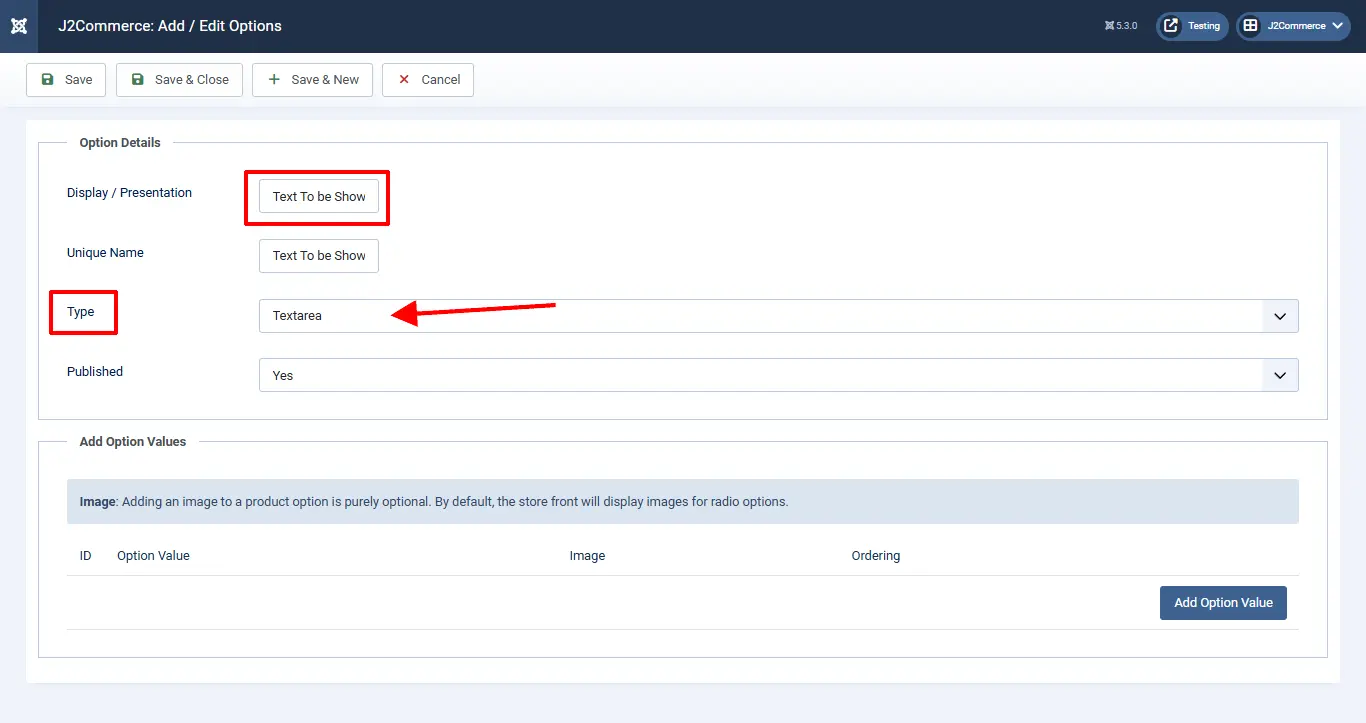 J2Commerce: Add / Edit Options
5.3.0
Testing
J2Commerce
Save
Save & Close
Save & New
Cancel
Option Details
Display / Presentation
Text To be Show
Unique Name
Text To be Show
Type
Textarea
Published
Yes
Add Option Values
Image: Adding an image to a product option is purely optional. By default, the store front will display images for radio options.
ID Option Value Image Ordering
Add Option Value